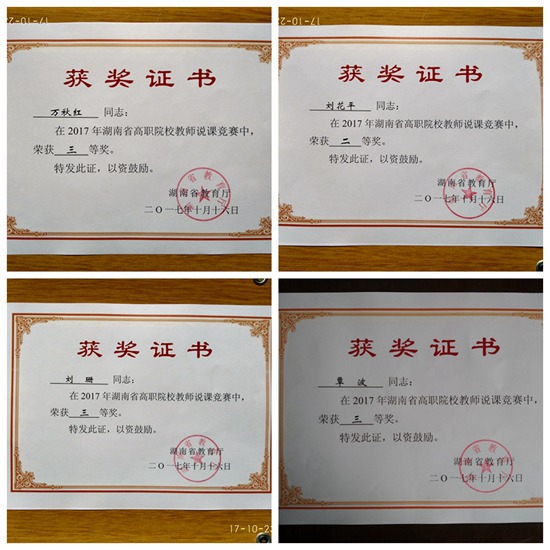 17-10-2
获奖证书
万秋红 同志：
在2017年湖南省高职院校教师说课竞赛中，
荣获 三 等奖。
特发此证，以资鼓励。
湖南省教育厅
二〇一七年十月十六日
17-10-2
获奖证书
刘花平 同志：
在2017年湖南省高职院校教师说课竞赛中，
荣获 二 等奖。
特发此证，以资鼓励。
湖南省教育厅
二〇一七年十月十六日
获奖证书
刘珊 同志：
在2017年湖南省高职院校教师说课竞赛中，
荣获 三 等奖。
特发此证，以资鼓励。
湖南省教育厅
二〇一七年十月十六日
17-10-23
获奖证书
覃波 同志：
在2017年湖南省高职院校教师说课竞赛中，
荣获 三 等奖。
特发此证，以资鼓励。
湖南省教育厅
二〇一七年十月十六日